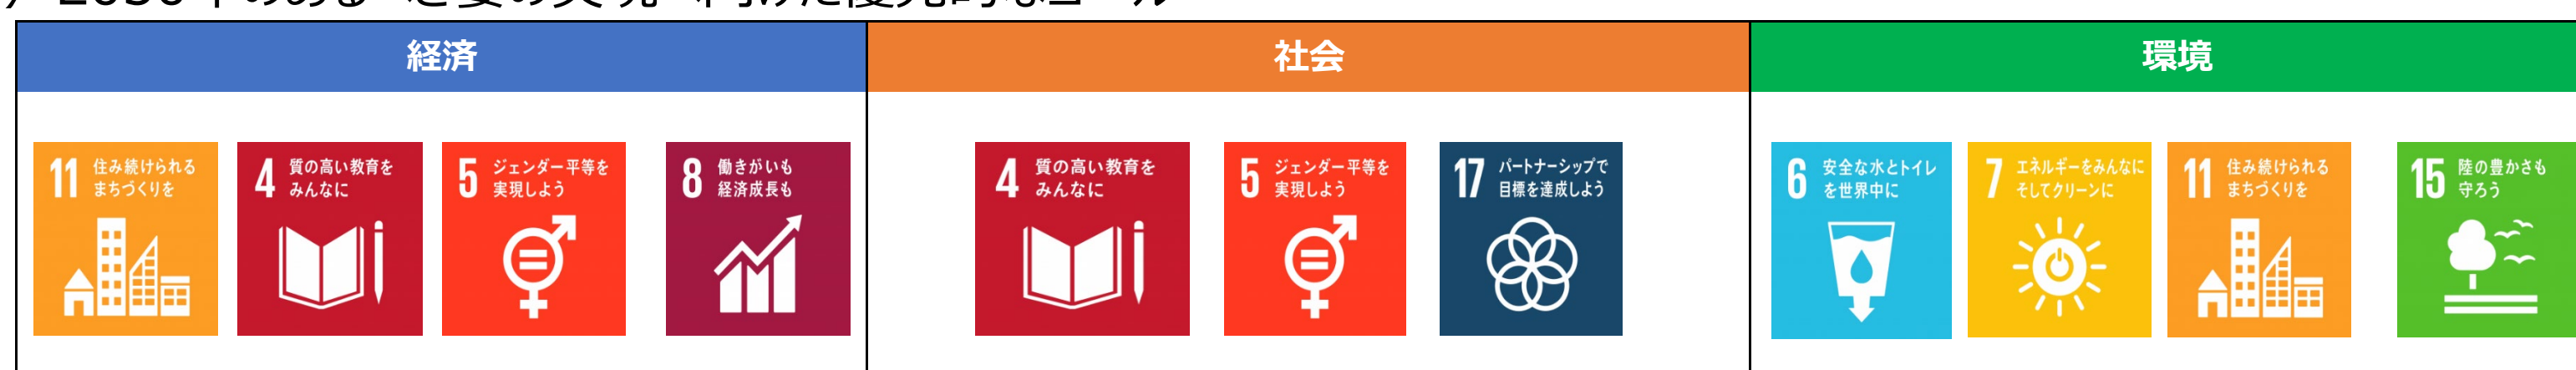 経済
社会
環境
11 住み続けられる
まちづくりを
4 質の高い教育を
みんなに
5 ジェンダー平等を
実現しよう
8 働きがいも
経済成長も
4 質の高い教育を
みんなに
5 ジェンダー平等を
実現しよう
17 パートナーシップで
目標を達成しよう
6 安全な水とトイレ
を世界中に
7 エネルギーをみんなに
そしてクリーンに
11 住み続けられる
まちづくりを
15 陸の豊かさも
守ろう